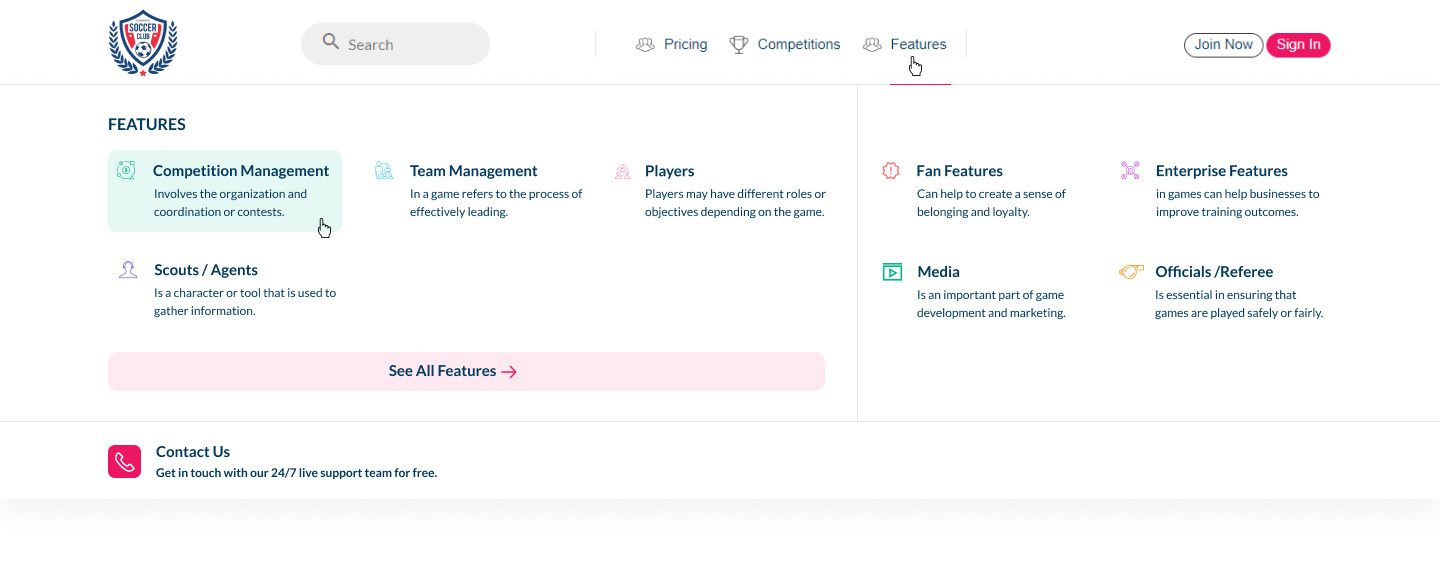 SOCCER
CLUB
Search
Pricing
Competitions
Features
Join Now
Sign In
FEATURES
Competition Management
Involves the organization and
coordination or contests.
Team Management
In a game refers to the process of
effectively leading.
Players
Players may have different roles or
objectives depending on the game.
Scouts / Agents
Is a character or tool that is used to
gather information.
See All Features
Fan Features
Can help to create a sense of
belonging and loyalty.
Enterprise Features
in games can help businesses to
improve training outcomes.
Media
Is an important part of game
development and marketing.
Officials /Referee
Is essential in ensuring that
games are played safely or fairly.
Contact Us
Get in touch with our 24/7 live support team for free.